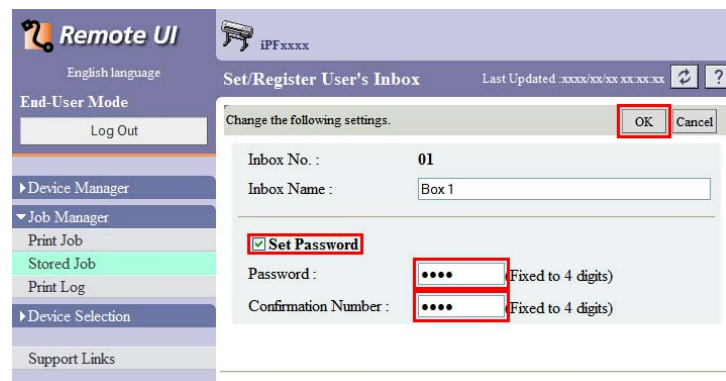 Remote UI
iPFxxxx
English language
Set/Register User's Inbox
Last Updated :xxxx/xx/xx xx:xx:xx
?
End-User Mode
Log Out
Change the following settings.
OK
Cancel
Inbox No. :
01
Inbox Name :
Box 1
Device Manager
Job Manager
Print Job
Stored Job
Print Log
Device Selection
Support Links
Set Password
Password :
●●●●
(Fixed to 4 digits)
Confirmation Number :
●●●●
(Fixed to 4 digits)